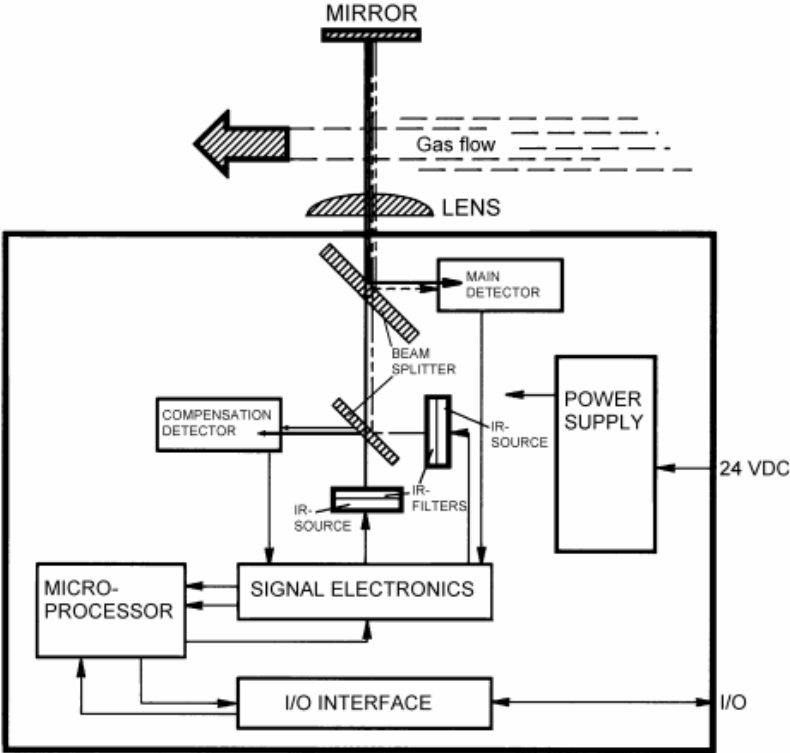 MIRROR
Gas flow
LENS
MAIN
DETECTOR
BEAM
SPLITTER
COMPENSATION
DETECTOR
IR-
SOURCE
POWER
SUPPLY
24 VDC
IR-
FILTERS
IR-
SOURCE
MICRO-
PROCESSOR
SIGNAL ELECTRONICS
I/O INTERFACE
I/O